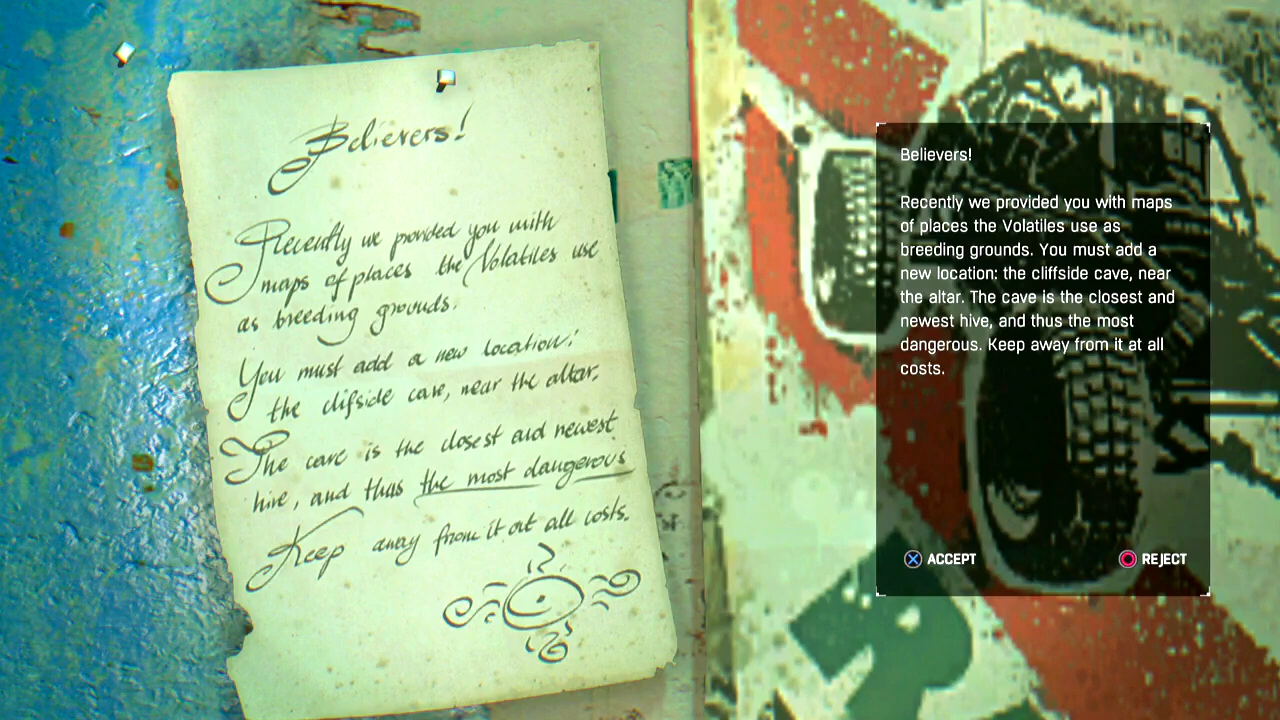 Believers!
Recently we provided you with
maps of places the Volatiles use
as breeding grounds.
You must add a new location:
the clifside cave, near the altar.
The cave is the closest and newest
hive, and thus the most dangerous
Keep away from it at all costs.
Believers!
Recently we provided you with maps
of places the Volatiles use as
breeding grounds. You must add a
new location: the cliffside cave, near
the altar. The cave is the closest and
newest hive, and thus the most
dangerous. Keep away from it at all
costs.
ACCEPT
REJECT